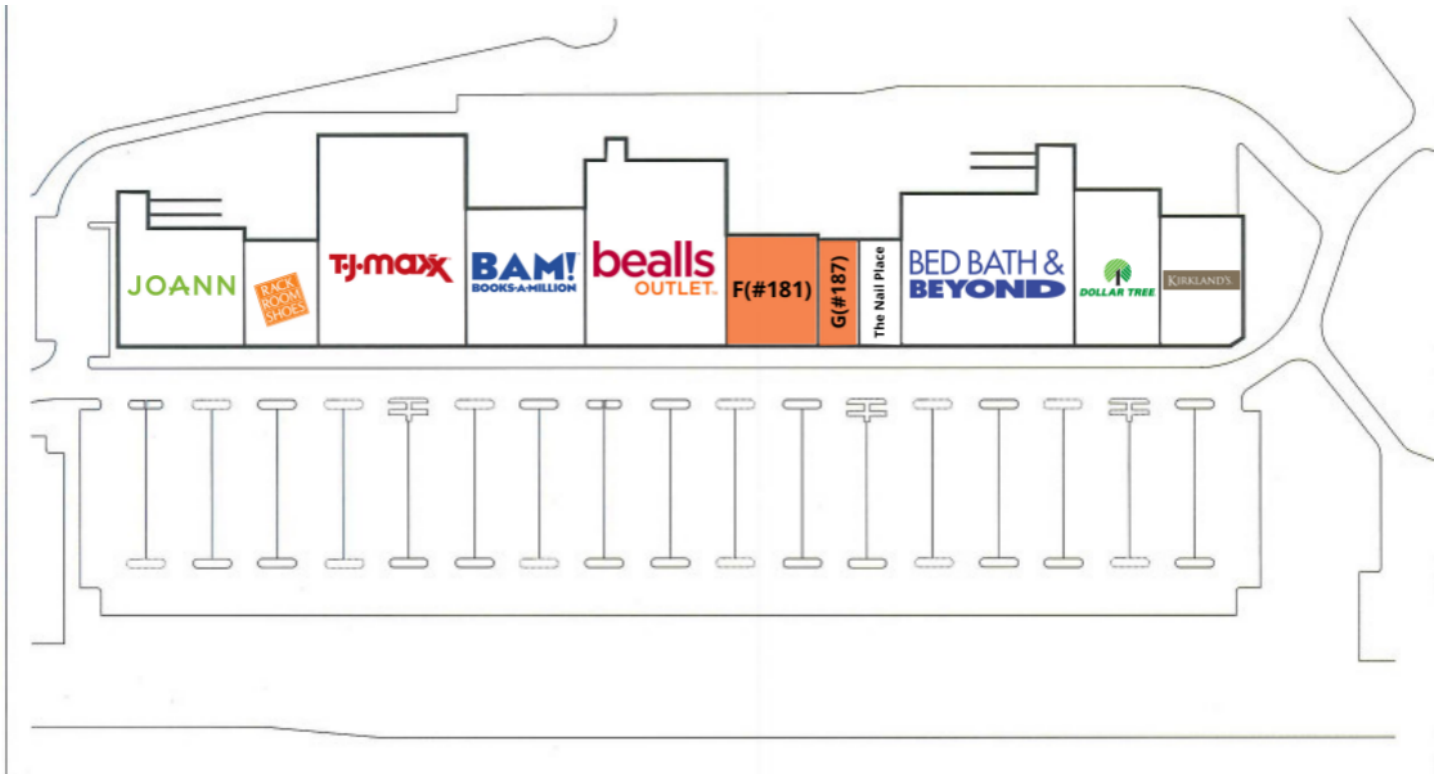 JOANN
RACK
ROOM
SHOES
T•J•maxx
BAM!
BOOKS-A-MILLION
bealls
OUTLET
F(#181)
G(#187)
The Nail Place
BED BATH &
BEYOND
DOLLAR TREE
KIRKLAND'S